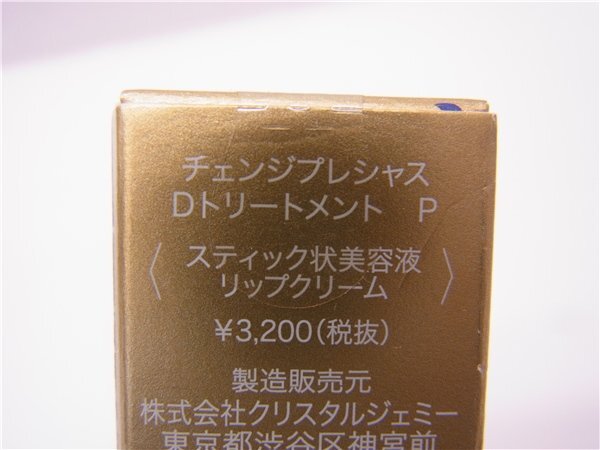 チェンジプレシャス
Dトリートメント　P
〈スティック状美容液
リップクリーム〉
¥3,200(税抜)
製造販売元
株式会社クリスタルジェミー
東京都渋谷区神宮前